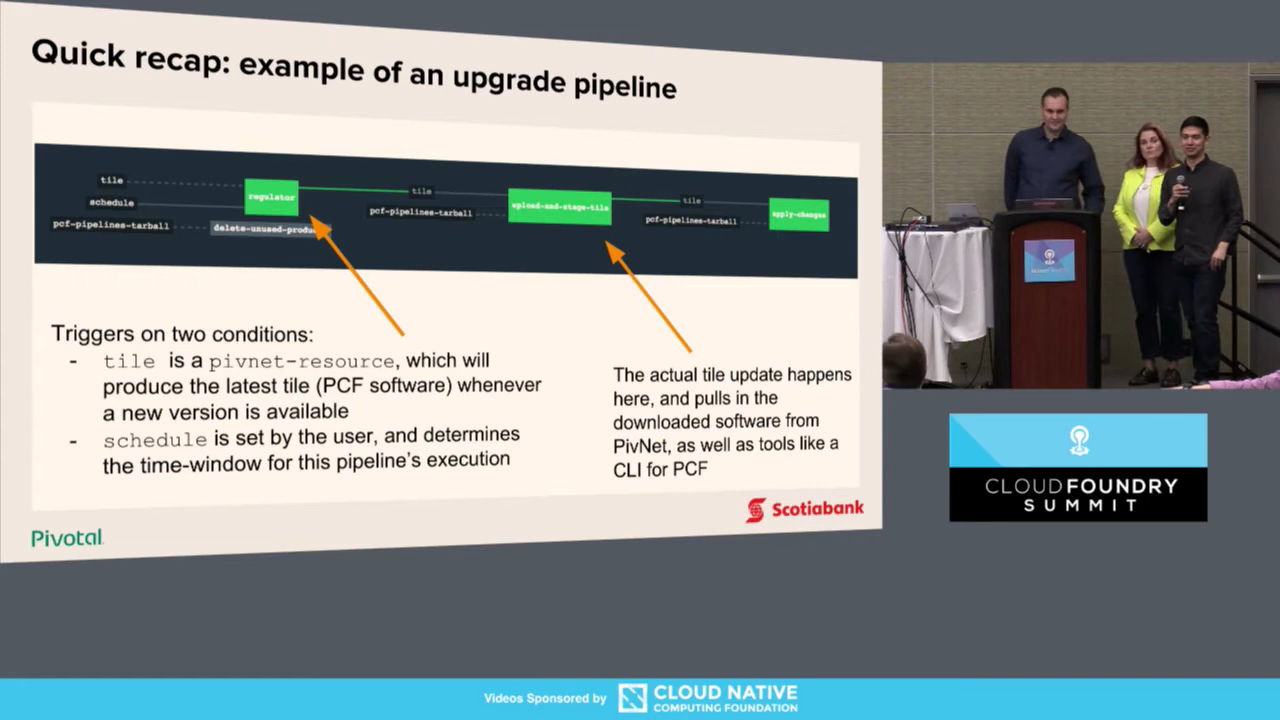 Quick recap: example of an upgrade pipeline
tile
schedule
pcf-pipelines-tarball
regulator
delete-unused-produ
tile
pcf-pipelines-tarball
upload-and-stage-tile
tile
pcf-pipelines-tarball
apply-changes
Triggers on two conditions:
- tile is a pivnet-resource, which will
produce the latest tile (PCF software) whenever
a new version is available
- schedule is set by the user, and determines
the time-window for this pipeline's execution
The actual tile update happens
here, and pulls in the
downloaded software from
PivNet, as well as tools like a
CLI for PCF
Pivotal
Scotiabank
CLOUDFOUNDRY
SUMMIT
Videos Sponsored by
CLOUD NATIVE
COMPUTING FOUNDATION